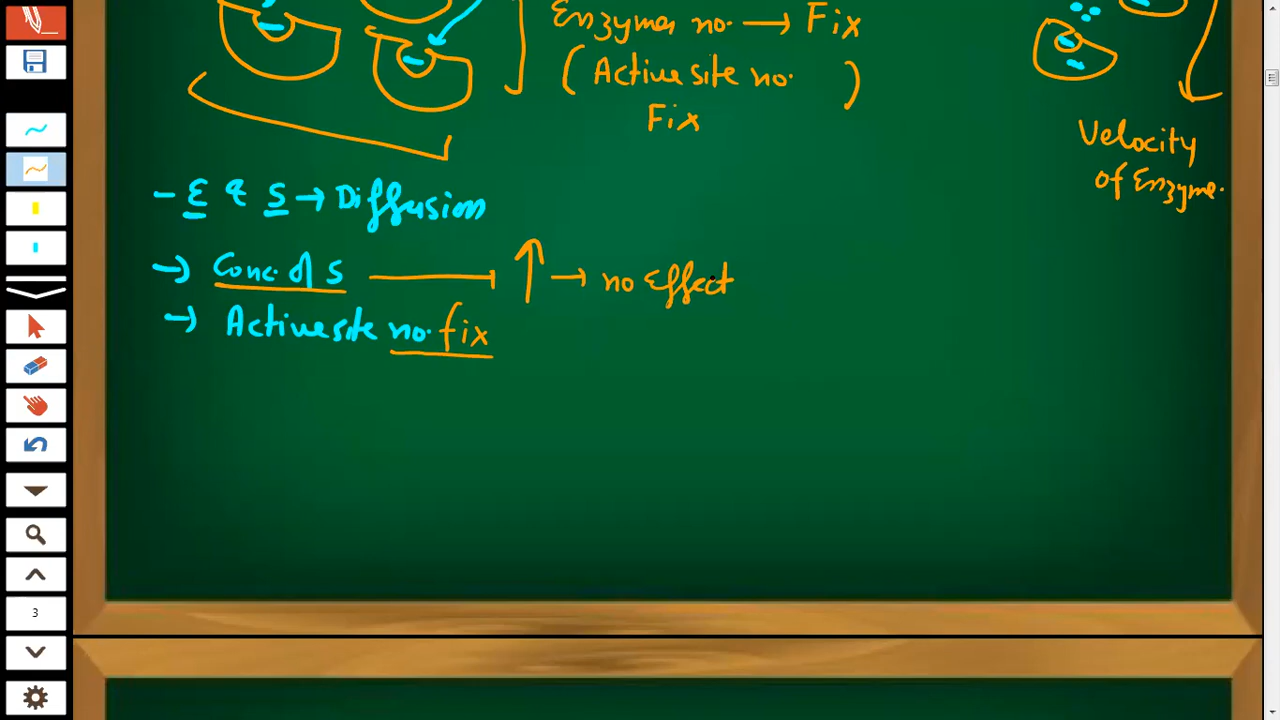 Enzymes no. → Fix
(Active site no. )
Fix
Velocity
of Enzyme.
- E & S → Diffusion
→ Conc. of S ↑ → no Effect
→ Active site no. fix
3